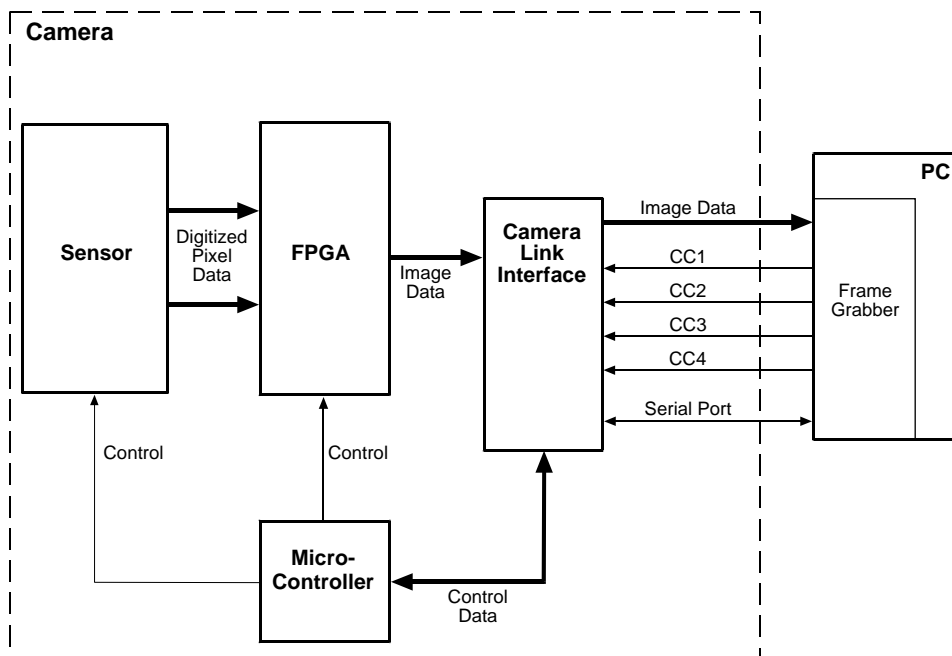 Camera
PC
Sensor
Digitized
Pixel
Data
FPGA
Image
Data
Camera
Link
Interface
Image Data
CC1
CC2
CC3
CC4
Serial Port
Frame
Grabber
Control
Control
Micro-
Controller
Control
Data